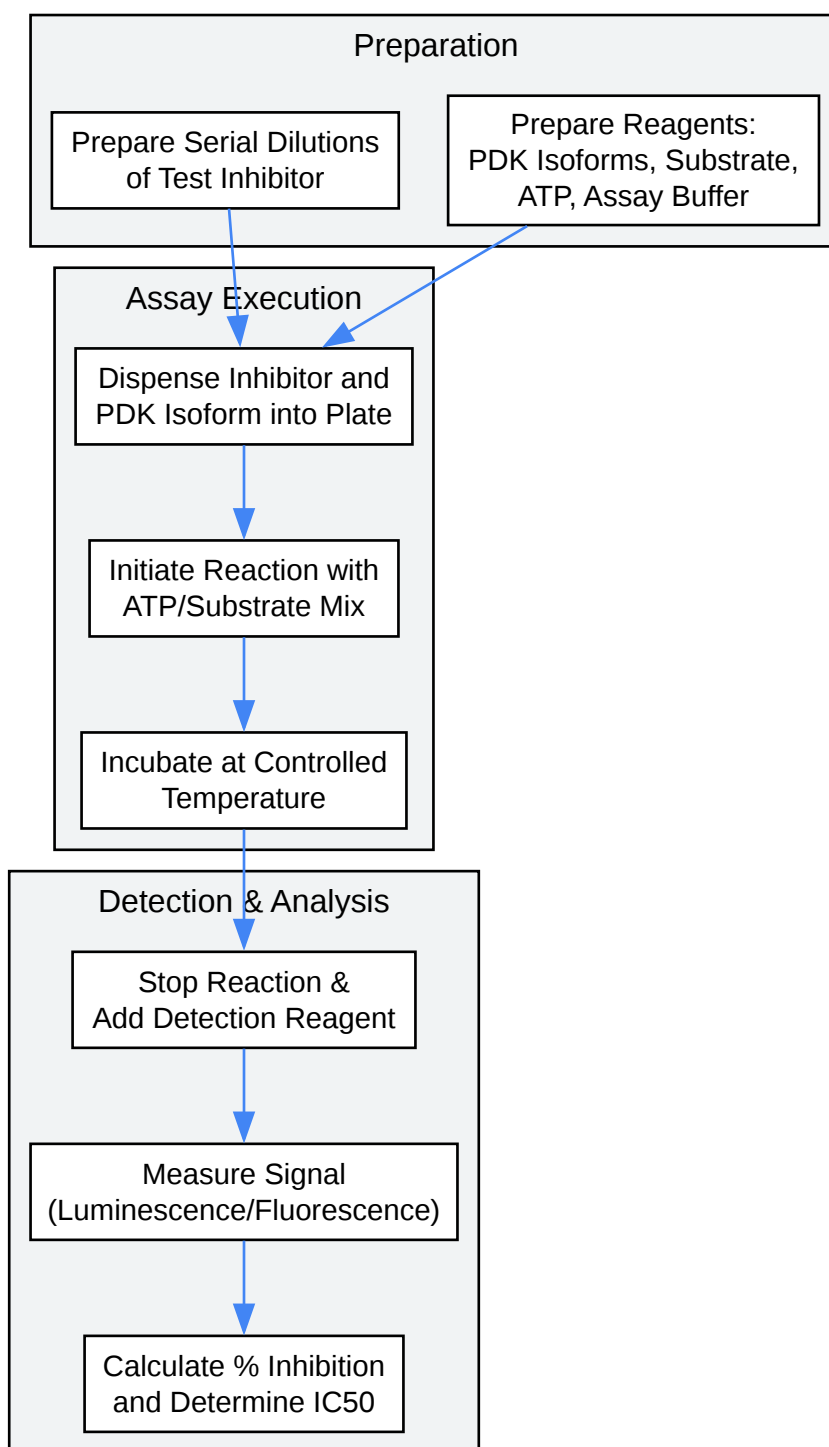 Preparation
Prepare Serial Dilutions
of Test Inhibitor
Prepare Reagents:
PDK Isoforms, Substrate,
ATP, Assay Buffer
Assay Execution
Dispense Inhibitor and
PDK Isoform into Plate
Initiate Reaction with
ATP/Substrate Mix
Incubate at Controlled
Temperature
Detection & Analysis
Stop Reaction &
Add Detection Reagent
Measure Signal
(Luminescence/Fluorescence)
Calculate % Inhibition
and Determine IC50